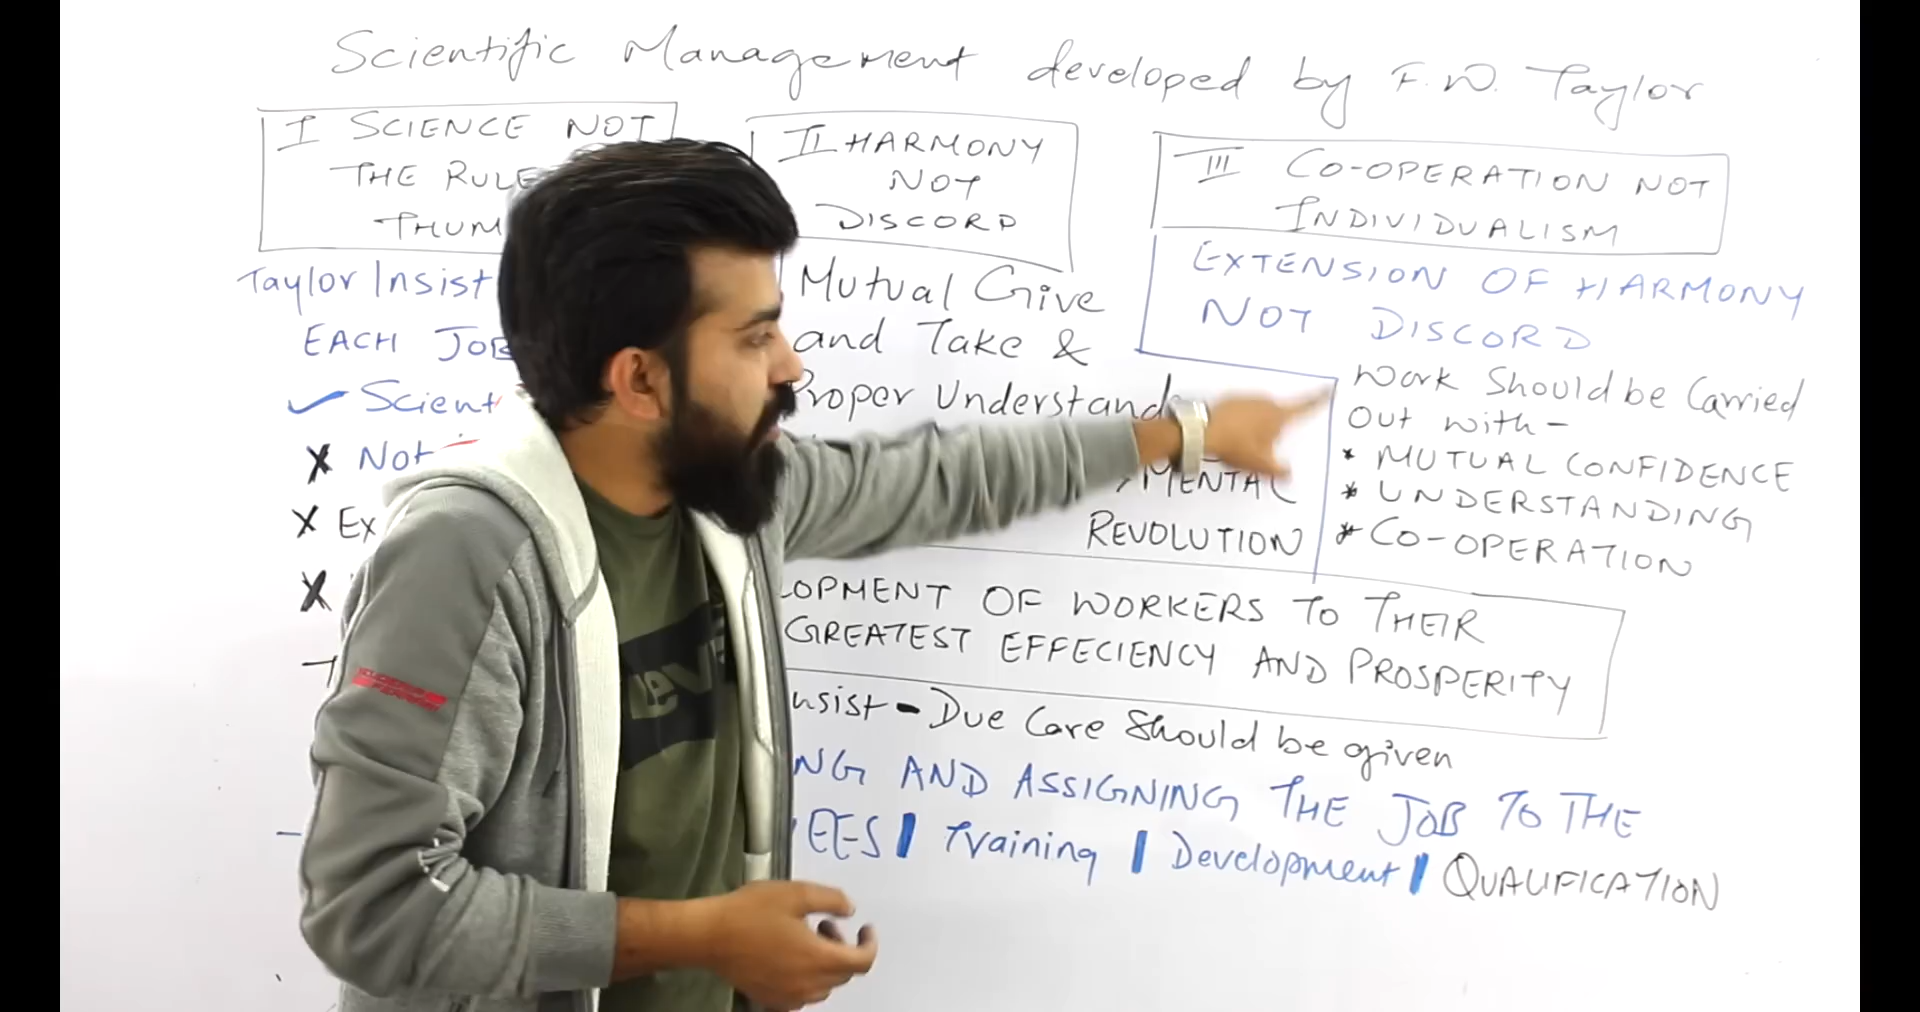 Scientific Management developed by F.W. Taylor
I SCIENCE NOT
THE RULE
THUM
Taylor Insist
EACH JOB
Scient
Not
Ex
II HARMONY
NOT
DISCORD
Mutual Give
and Take &
Proper Understand
MENTAL
REVOLUTION
III CO-OPERATION NOT
INDIVIDUALISM
EXTENSION OF HARMONY
NOT DISCORD
Work Should be Carried
Out with -
* MUTUAL CONFIDENCE
* UNDERSTANDING
* CO-OPERATION
LOPMENT OF WORKERS TO THEIR
GREATEST EFFECIENCY AND PROSPERITY
nsist - Due Care Should be given
NG AND ASSIGNING THE JOB TO THE
EES | Training | Development | QUALIFICATION
Levi